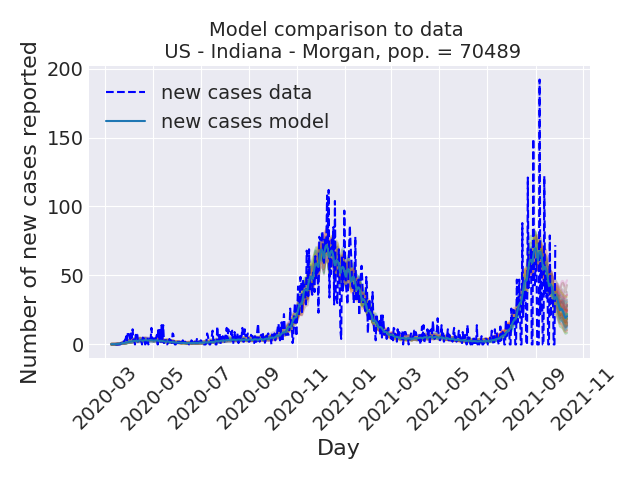 Model comparison to data
US - Indiana - Morgan, pop. = 70489
Number of new cases reported
200
150
100
50
0
new cases data
new cases model
2020-03
2020-05
2020-07
2020-09
2020-11
2021-01
2021-03
2021-05
2021-07
2021-09
2021-11
Day